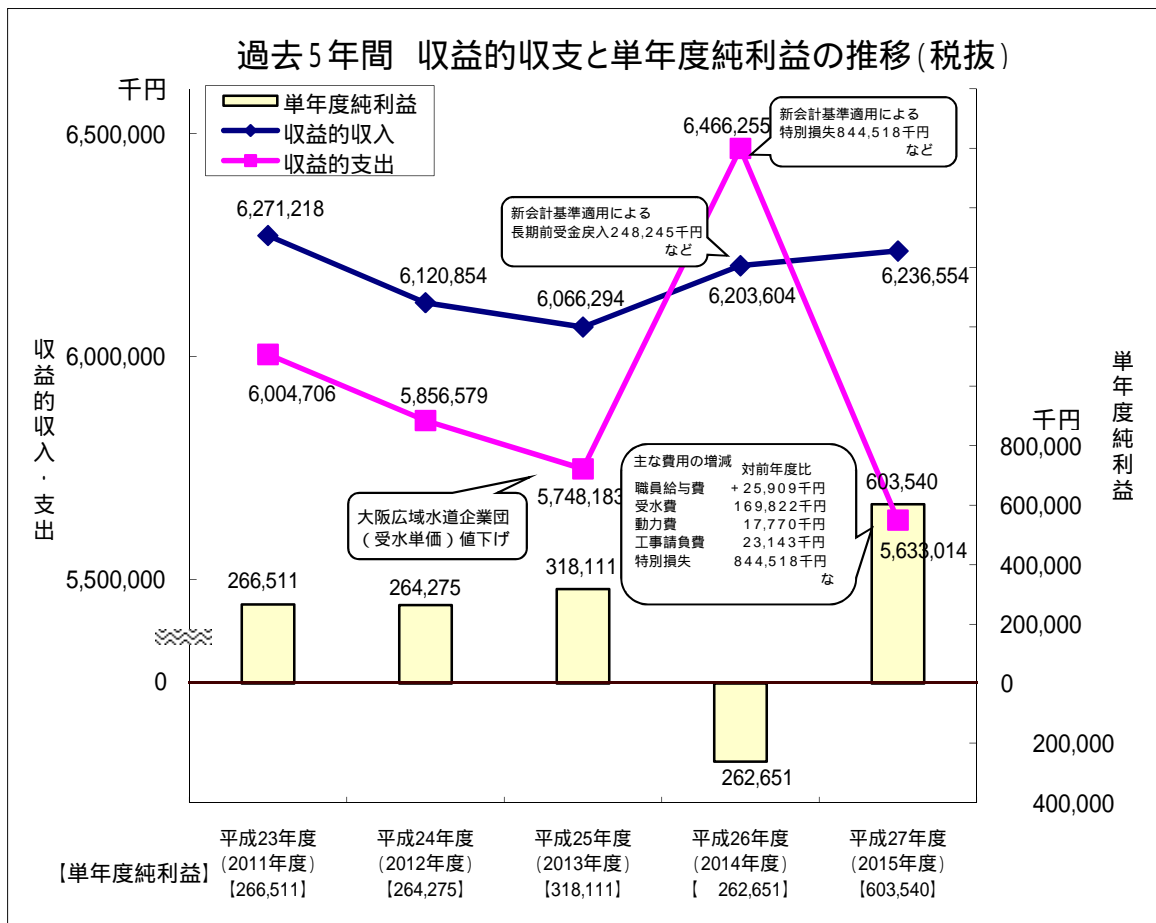 過去5年間 収益的収支と単年度純利益の推移(税抜)
千円
単年度純利益
収益的収入
収益的支出
6,500,000
6,000,000
5,500,000
0
収益的収入・支出
6,271,218
6,120,854
6,066,294
6,203,604
6,236,554
6,004,706
5,856,579
5,748,183
6,466,255
5,633,014
新会計基準適用による
特別損失844,518千円
など
新会計基準適用による
長期前受金戻入248,245千円
など
大阪広域水道企業団
(受水単価)値下げ
主な費用の増減
対前年度比
職員給与費 +25,909千円
受水費 169,822千円
動力費 17,770千円
工事請負費 23,143千円
特別損失 844,518千円
な
266,511
264,275
318,111
262,651
603,540
千円
800,000
600,000
400,000
200,000
0
200,000
400,000
単年度純利益
平成23年度
(2011年度)
【266,511】
平成24年度
(2012年度)
【264,275】
平成25年度
(2013年度)
【318,111】
平成26年度
(2014年度)
【 262,651】
平成27年度
(2015年度)
【603,540】
【単年度純利益】